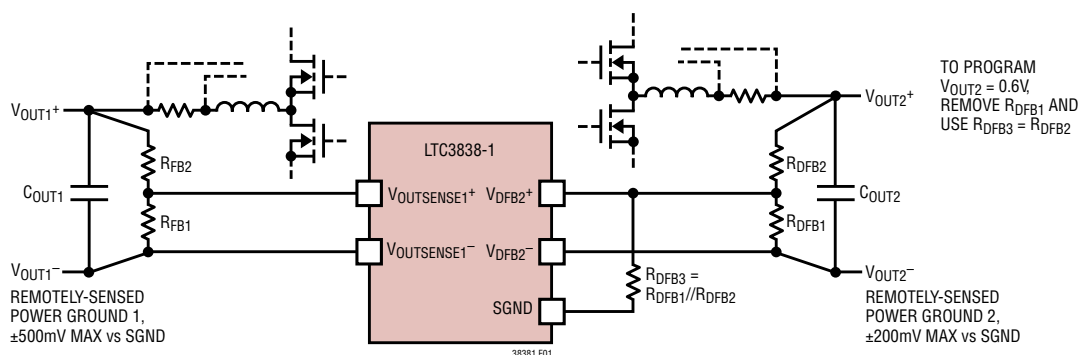 TO PROGRAM
VOUT2 = 0.6V,
REMOVE RDFB1 AND
USE RDFB3 = RDFB2
VOUT1+
VOUT2+
LTC3838-1
RFB2
RDFB2
COUT1
VOUTSENSE1+
VDFB2+
COUT2
RFB1
RDFB1
VOUTSENSE1−
VDFB2−
VOUT1−
RDFB3 =
RDFB1//RDFB2
VOUT2−
SGND
REMOTELY-SENSED
POWER GROUND 1,
±500mV MAX vs SGND
REMOTELY-SENSED
POWER GROUND 2,
±200mV MAX vs SGND
38381 F01